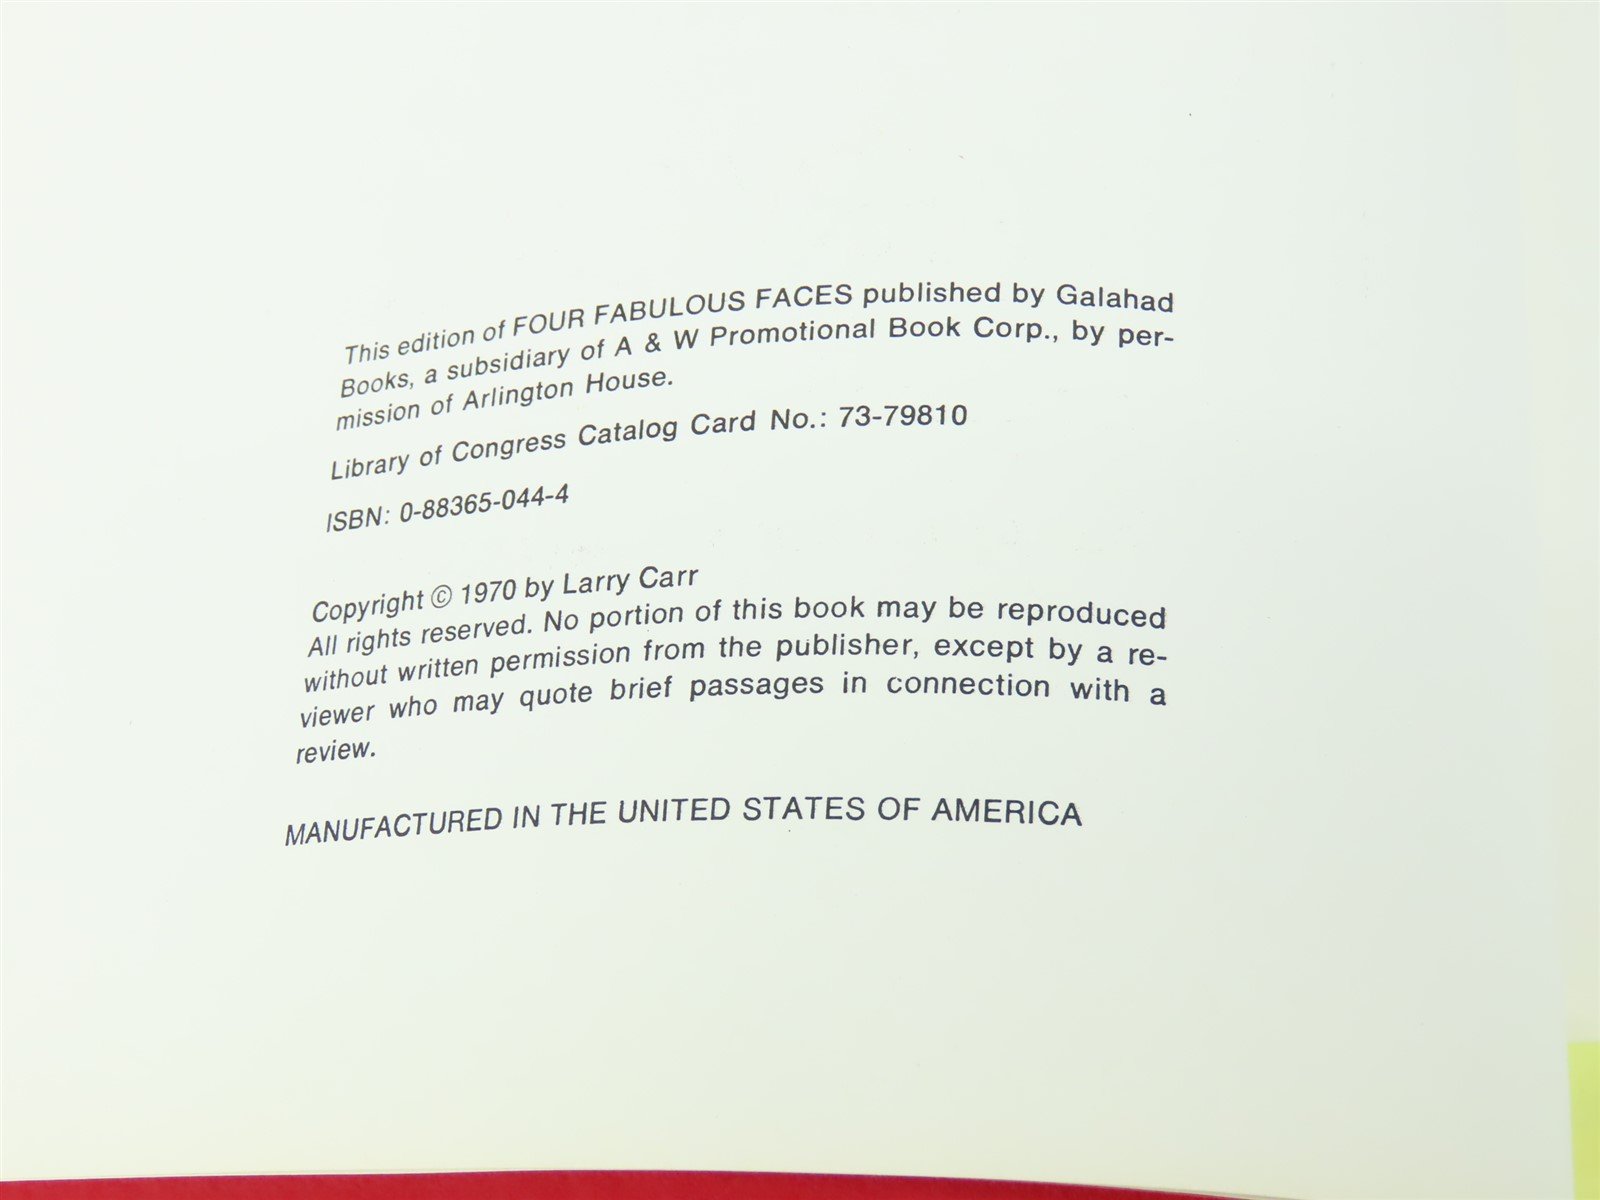 This edition of FOUR FABULOUS FACES published by Galahad
Books, a subsidiary of A & W Promotional Book Corp., by per-
mission of Arlington House.
Library of Congress Catalog Card No.: 73-79810
ISBN: 0-88365-044-4
Copyright © 1970 by Larry Carr
All rights reserved. No portion of this book may be reproduced
without written permission from the publisher, except by a re-
viewer who may quote brief passages in connection with a
review.
MANUFACTURED IN THE UNITED STATES OF AMERICA